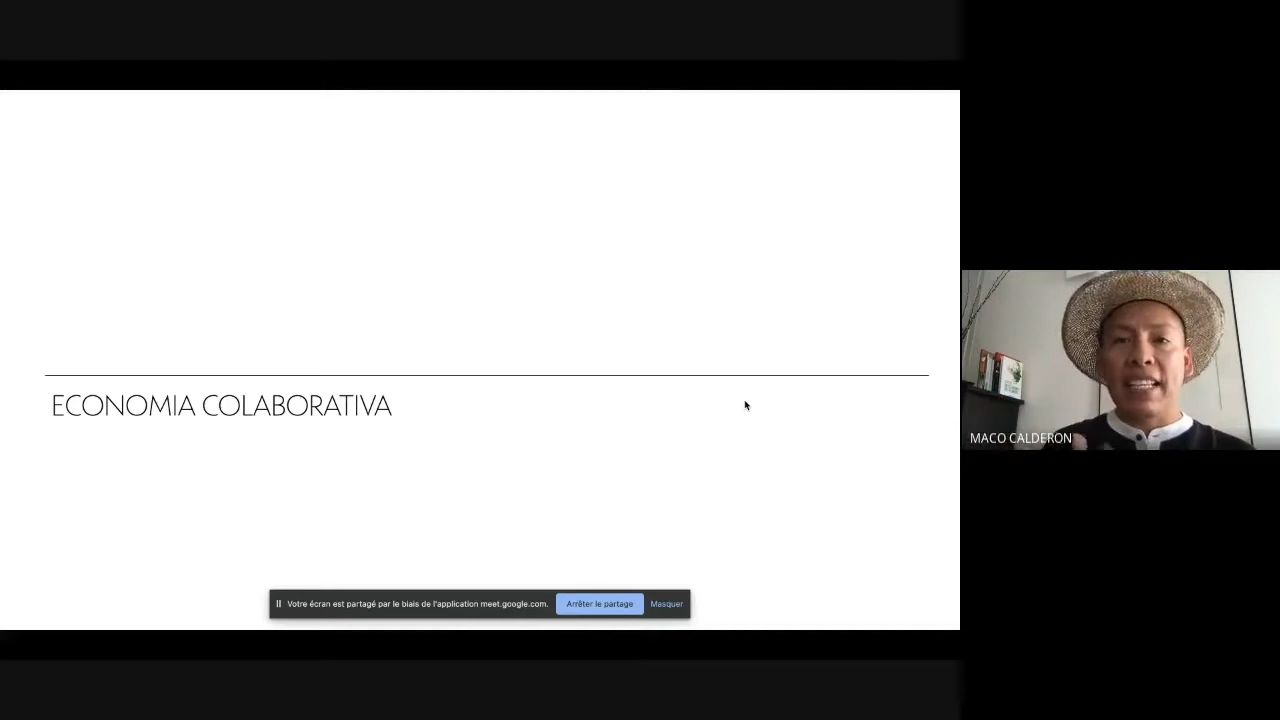 ECONOMIA COLABORATIVA
MACO CALDERON
Votre écran est partagé par le biais de l'application meet.google.com.
Arrêter le partage
Masquer